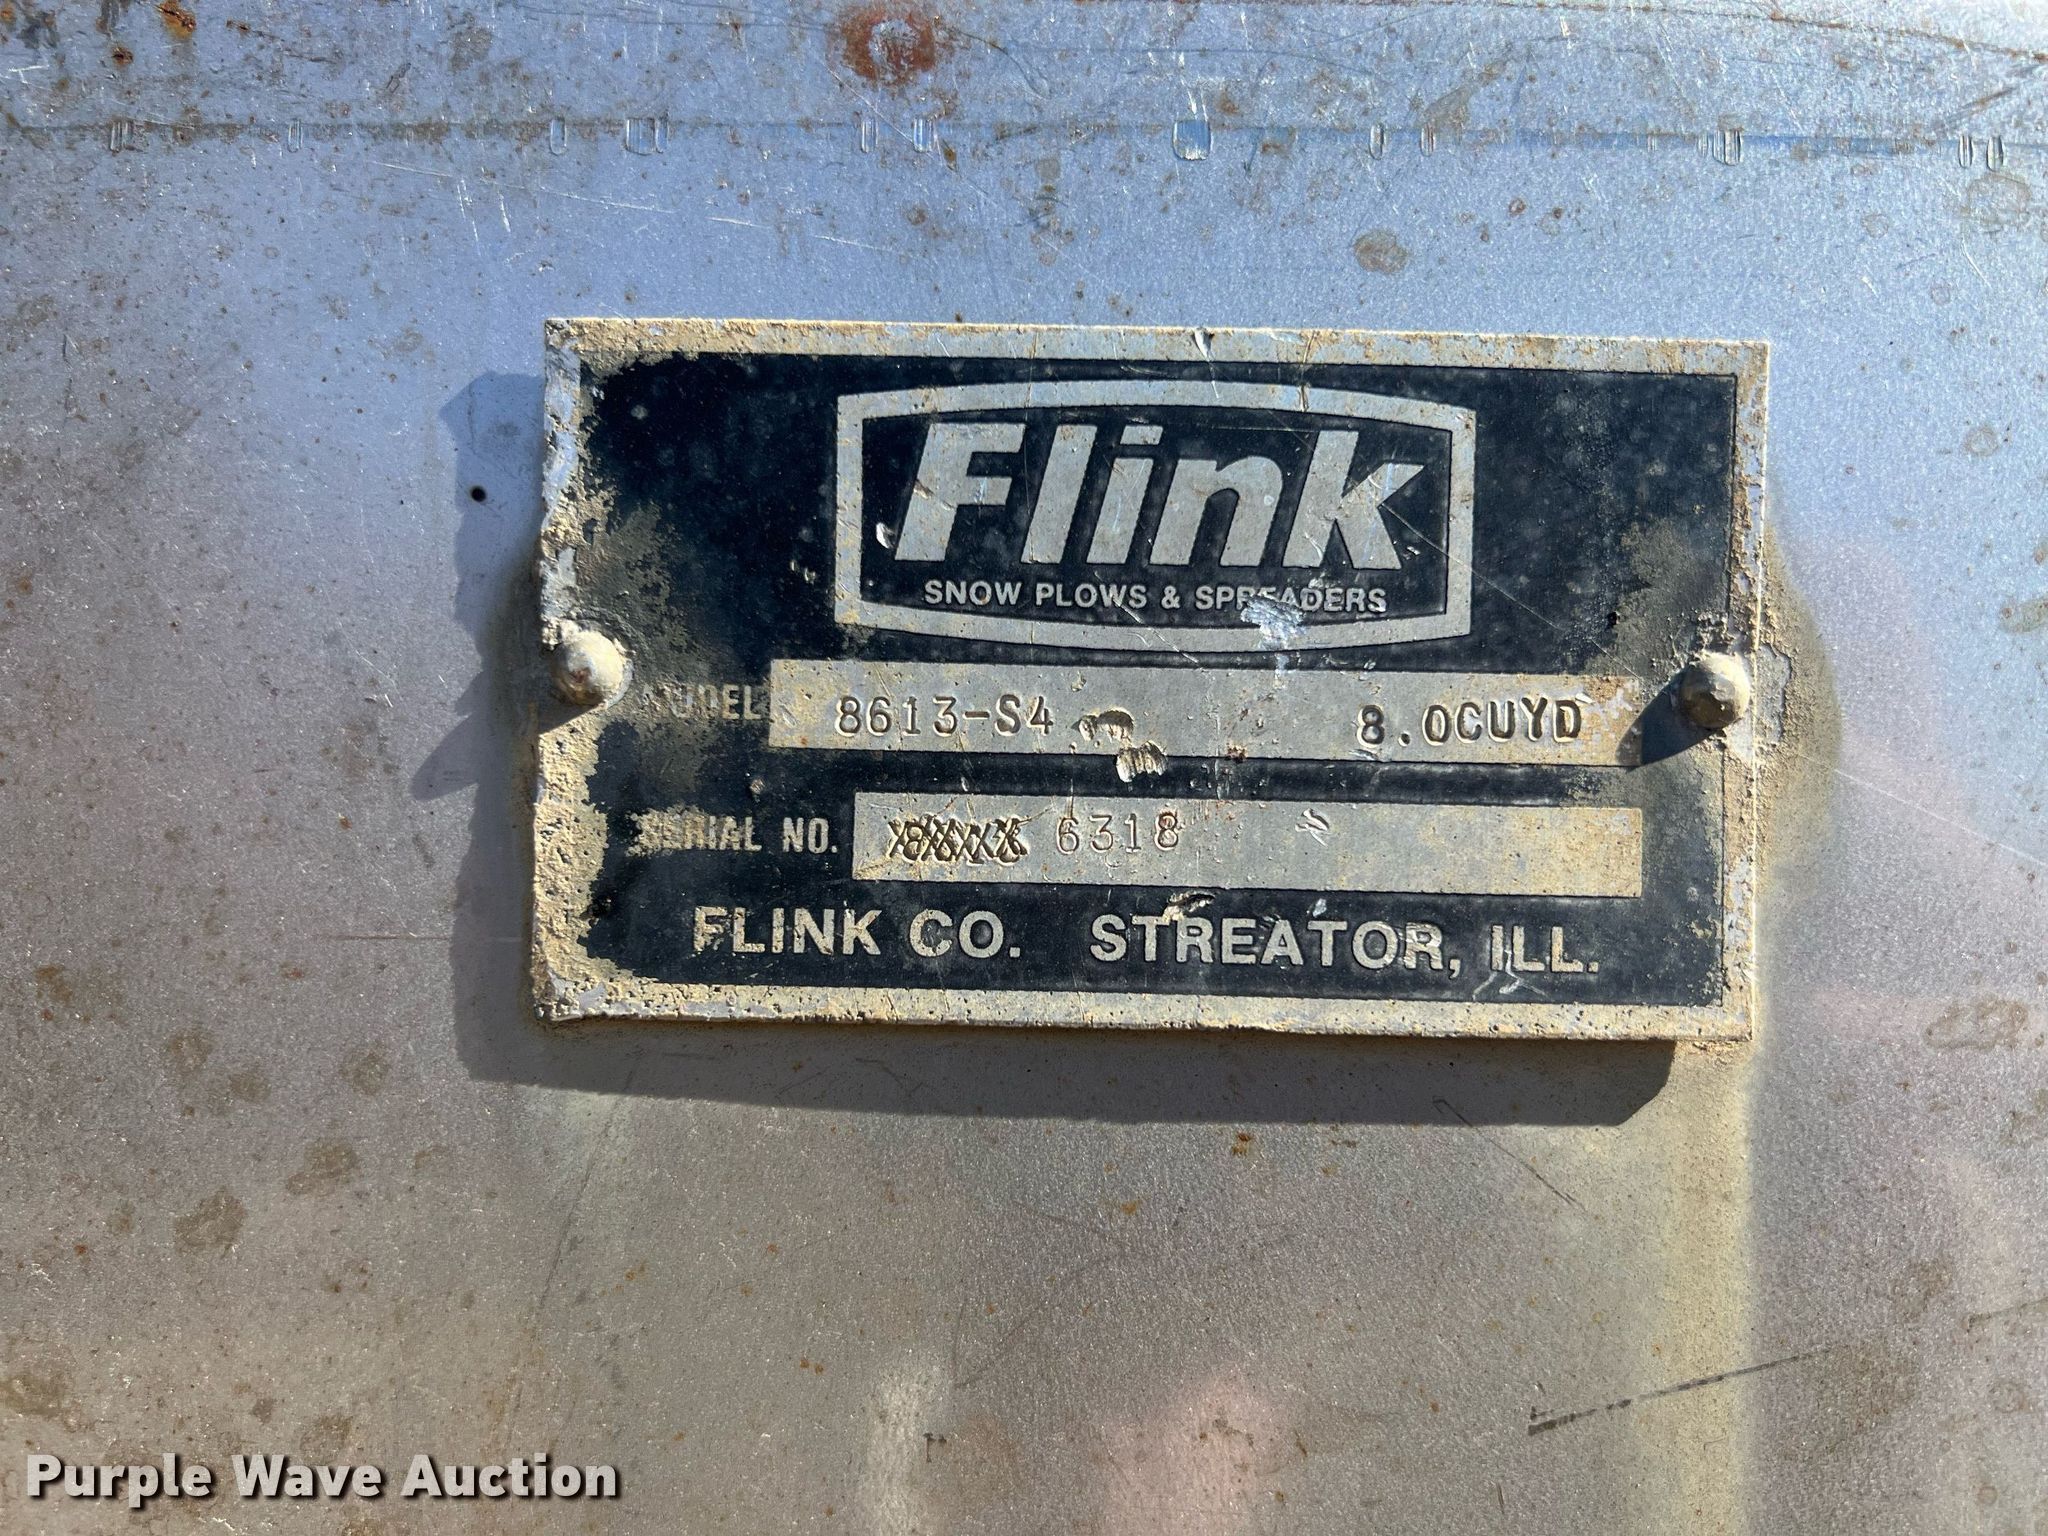 Flink
SNOW PLOWS & SPREADERS
MODEL 8613-S4 8.0CUYD
SERIAL NO. 6318
FLINK CO. STREATOR, ILL.
Purple Wave Auction